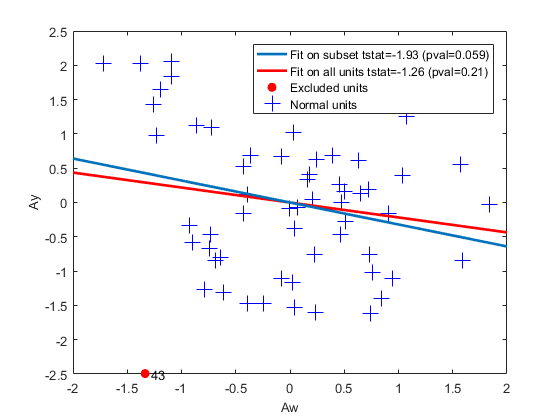 2.5
2
1.5
1
0.5
0
-0.5
-1
-1.5
-2
-2.5
Ay
Fit on subset tstat=-1.93 (pval=0.059)
Fit on all units tstat=-1.26 (pval=0.21)
Excluded units
Normal units
43
-2 -1.5 -1 -0.5 0 0.5 1 1.5 2
Aw